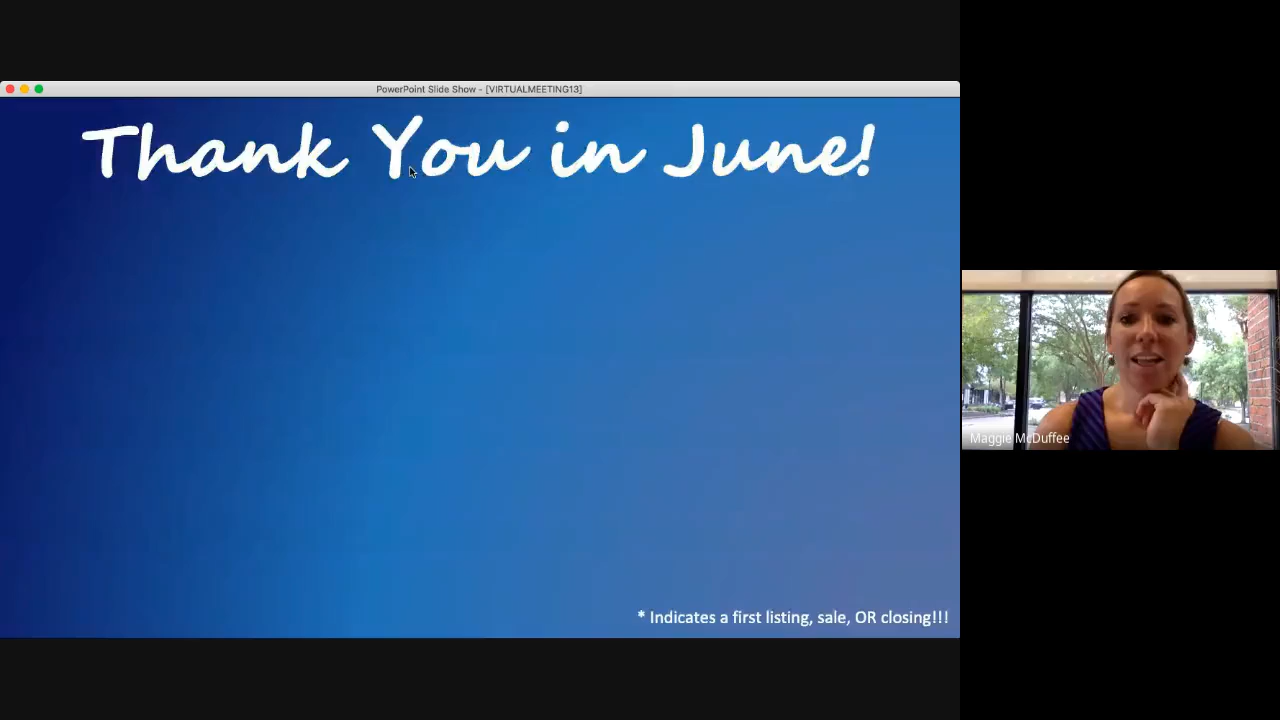 PowerPoint Slide Show - [VIRTUALMEETING13]
Thank You in June!
Maggie McDuffee
* Indicates a first listing, sale, OR closing!!!